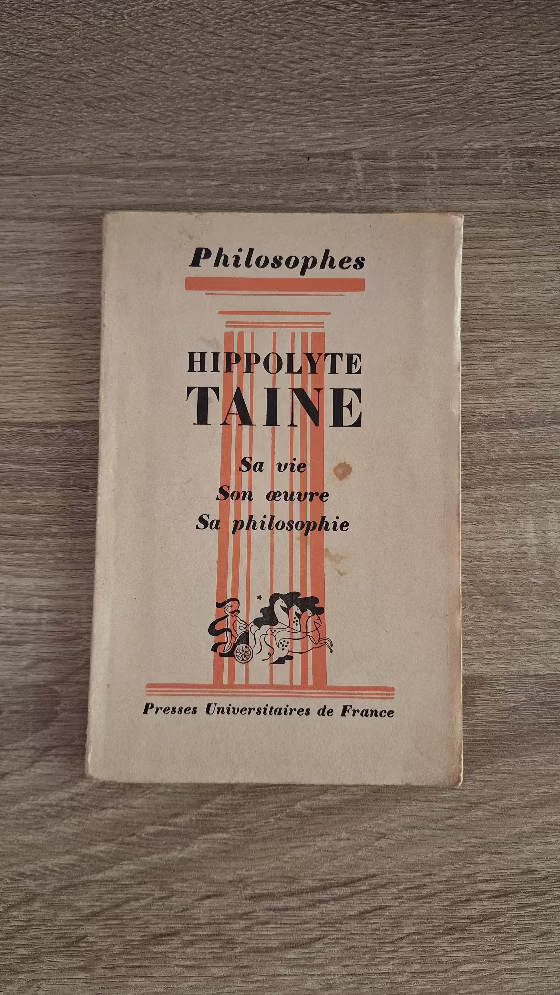 Philosophes
HIPPOLYTE
TAINE
Sa vie
Son œuvre
Sa philosophie
Presses Universitaires de France